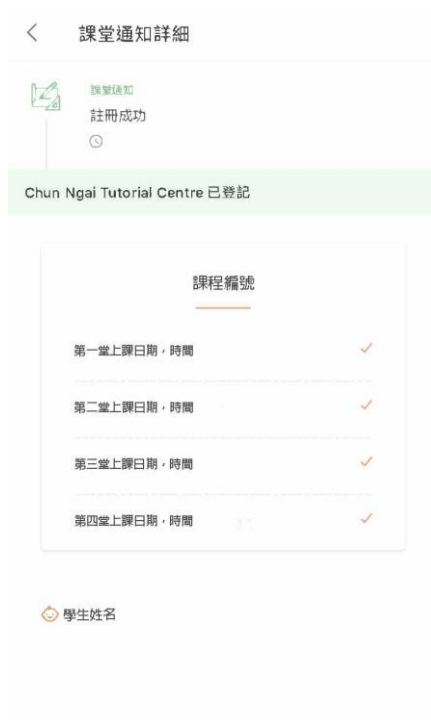 課堂通知詳細
課堂通知
註冊成功
Chun Ngai Tutorial Centre 已登記
課程編號
第一堂上課日期，時間
第二堂上課日期，時間
第三堂上課日期，時間
第四堂上課日期，時間
學生姓名